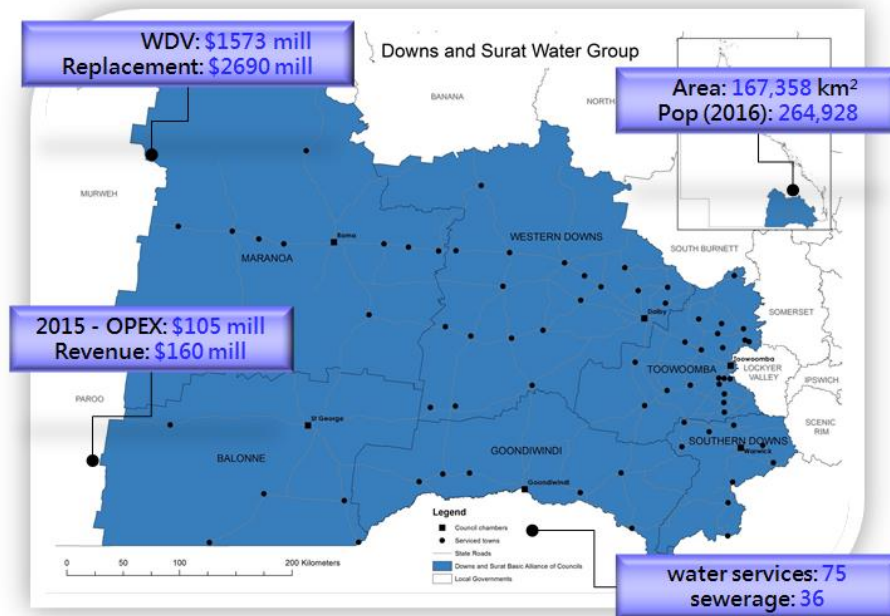 WDV: $1573 mill
Replacement: $2690 mill
Downs and Surat Water Group
Area: 167,358 km²
Pop (2016): 264,928
BANANA
NORTH
MURWEH
SOUTH BURNETT
WESTERN DOWNS
Roma
MARANOA
SOMERSET
Dalby
2015 - OPEX: $105 mill
Revenue: $160 mill
Toowoomba
LOCKYER
VALLEY
TOOWOOMBA
IPSWICH
PAROO
SCENIC
RIM
St George
SOUTHERN DOWNS
Warwick
GOONDIWINDI
BALONNE
Goondiwindi
Legend
Council chambers
Serviced towns
State Roads
Downs and Surat Basic Alliance of Councils
Local Governments
0 50 100 200 Kilometers
water services: 75
sewerage: 36